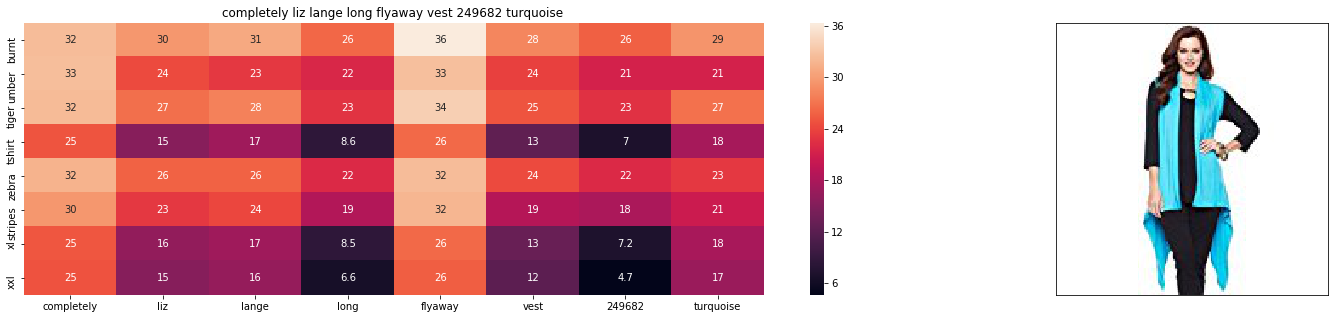 completely liz lange long flyaway vest 249682 turquoise
burnt 32 30 31 26 36 28 26 29
umber 33 24 23 22 33 24 21 21
tiger 32 27 28 23 34 25 23 27
tshirt 25 15 17 8.6 26 13 7 18
zebra 32 26 26 22 32 24 22 23
stripes 30 23 24 19 32 19 18 21
xl 25 16 17 8.5 26 13 7.2 18
xxl 25 15 16 6.6 26 12 4.7 17
completely liz lange long flyaway vest 249682 turquoise
36
30
24
18
12
6